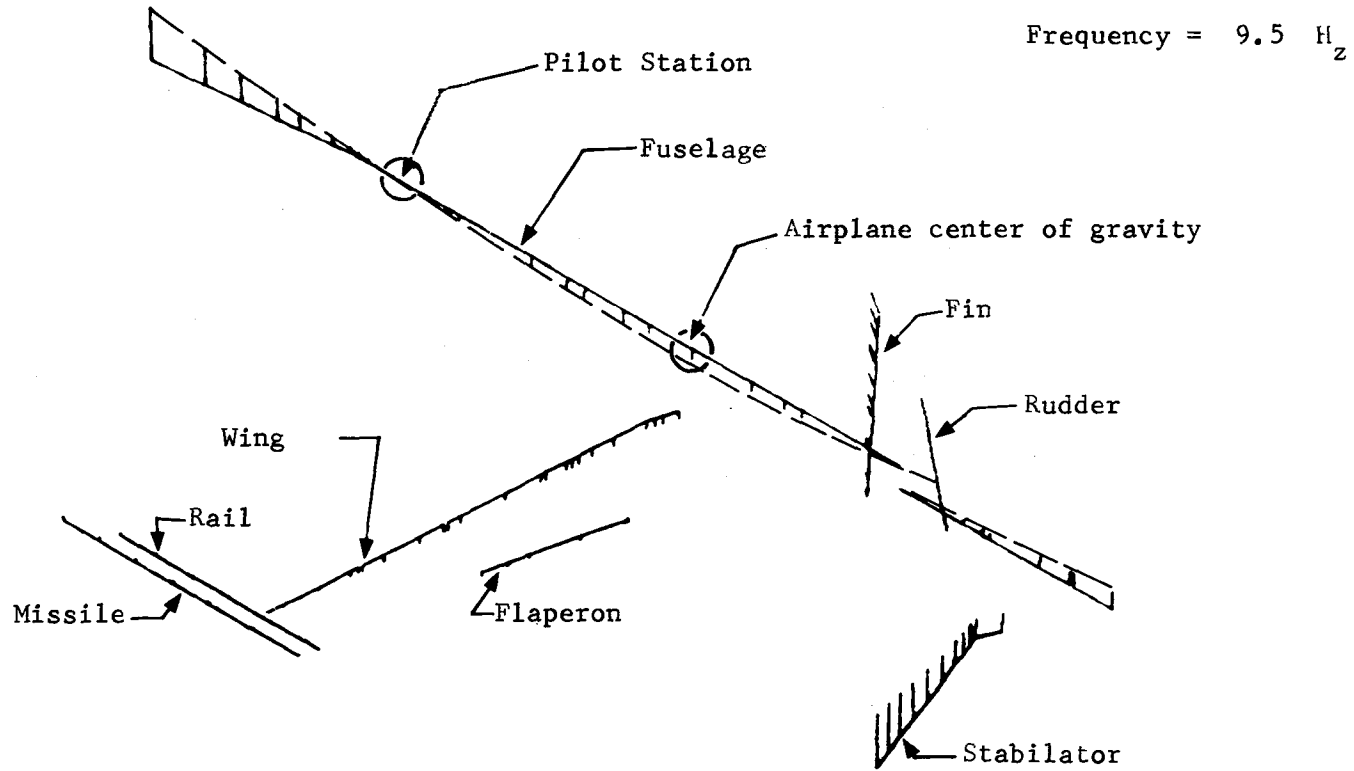 Frequency = 9.5 Hz
Pilot Station
Fuselage
Airplane center of gravity
Fin
Rudder
Wing
Rail
Missile
Flaperon
Stabilator